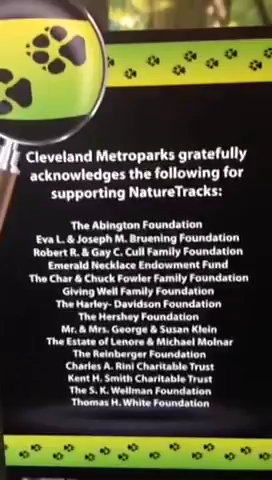 Cleveland Metroparks gratefully
acknowledges the following for
supporting NatureTracks:
The Abington Foundation
Eva L. & Joseph M. Bruening Foundation
Robert R. & Gay C. Cull Family Foundation
Emerald Necklace Endowment Fund
The Char & Chuck Fowler Family Foundation
Giving Well Family Foundation
The Harley- Davidson Foundation
The Hershey Foundation
Mr. & Mrs. George & Susan Klein
The Estate of Lenore & Michael Molnar
The Reinberger Foundation
Charles A. Rini Charitable Trust
Kent H. Smith Charitable Trust
The S. K. Wellman Foundation
Thomas H. White Foundation